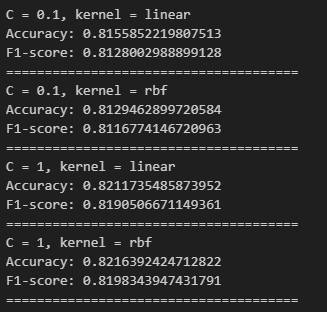 C = 0.1, kernel = linear
Accuracy: 0.8155852219807513
F1-score: 0.8128002988899128
======================================
C = 0.1, kernel = rbf
Accuracy: 0.8129462899720584
F1-score: 0.8116774146720963
======================================
C = 1, kernel = linear
Accuracy: 0.8211735485873952
F1-score: 0.8190506671149361
======================================
C = 1, kernel = rbf
Accuracy: 0.8216392424712822
F1-score: 0.8198343947431791
======================================